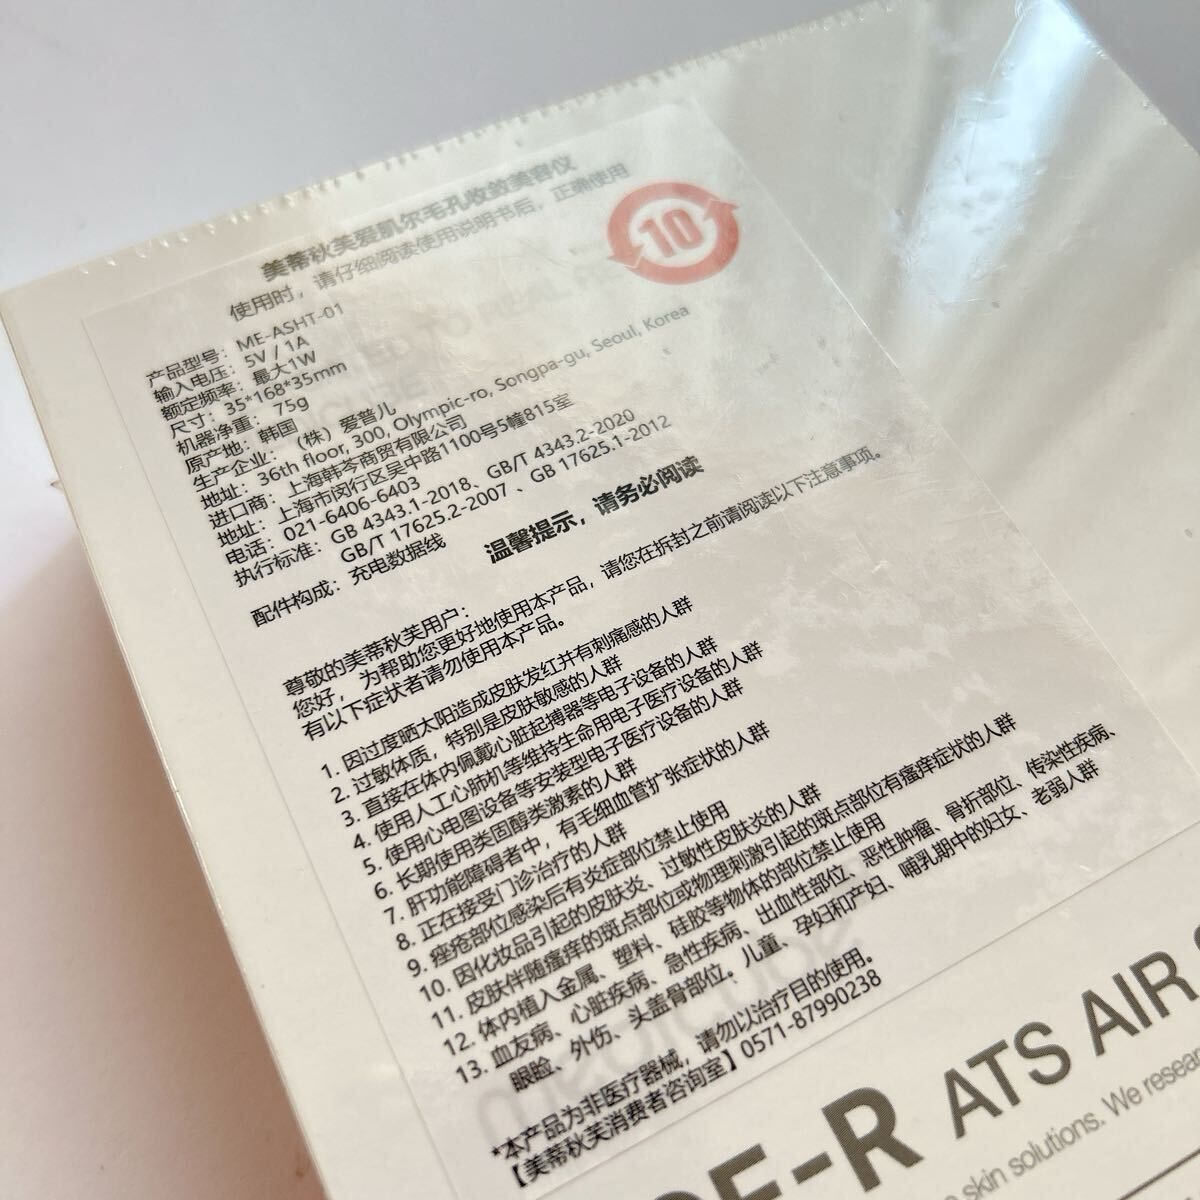 美蒂秋芙爱凯尔毛孔收敛美容仪
使用时，请仔细阅读使用说明书后，正确使用
10
产品型号：ME-ASHT-01
输入电压：5V / 1A
额定频率：最大1W
尺寸：35*168*35mm
机器净重：75g
原产地：韩国
生产企业：（株）爱普儿
地址：36th floor, 300, Olympic-ro, Songpa-gu, Seoul, Korea
进口商：上海韩岑商贸有限公司
地址：上海市闵行区吴中路1100号5幢815室
电话：021-6406-6403
执行标准：GB 4343.1-2018、GB/T 4343.2-2020
GB/T 17625.2-2007 、GB 17625.1-2012
配件构成：充电数据线
温馨提示，请务必阅读
尊敬的美蒂秋芙用户：
您好，为帮助您更好地使用本产品，请您在拆封之前请阅读以下注意事项。
有以下症状者请勿使用本产品。
1. 因过度晒太阳造成皮肤发红并有刺痛感的人群
2. 过敏体质，特别是皮肤敏感的人群
3. 直接在体内佩戴心脏起搏器等电子设备的人群
4. 使用人工心肺机等维持生命用电子医疗设备的人群
5. 使用心电图设备等安装型电子医疗设备的人群
6. 长期使用类固醇类激素的人群
7. 肝功能障碍者中，有毛细血管扩张症状的人群
8. 正在接受门诊治疗的人群
9. 痤疮部位感染后有炎症部位禁止使用
10. 因化妆品引起的皮肤炎、过敏性皮肤炎的人群
11. 皮肤伴随瘙痒的斑点部位或物理刺激引起的斑点部位有瘙痒症状的人群
12. 体内植入金属、塑料、硅胶等物体的部位禁止使用
13. 血友病、心脏疾病、急性疾病、出血性部位、恶性肿瘤、骨折部位、传染性疾病、
眼睑、外伤、头盖骨部位。儿童、孕妇和产妇、哺乳期中的妇女、老弱人群
*本产品为非医疗器械，请勿以治疗目的使用。
【美蒂秋芙消费者咨询室】0571-87990238
medicube
E-R ATS AIR S
skin solutions. We resear